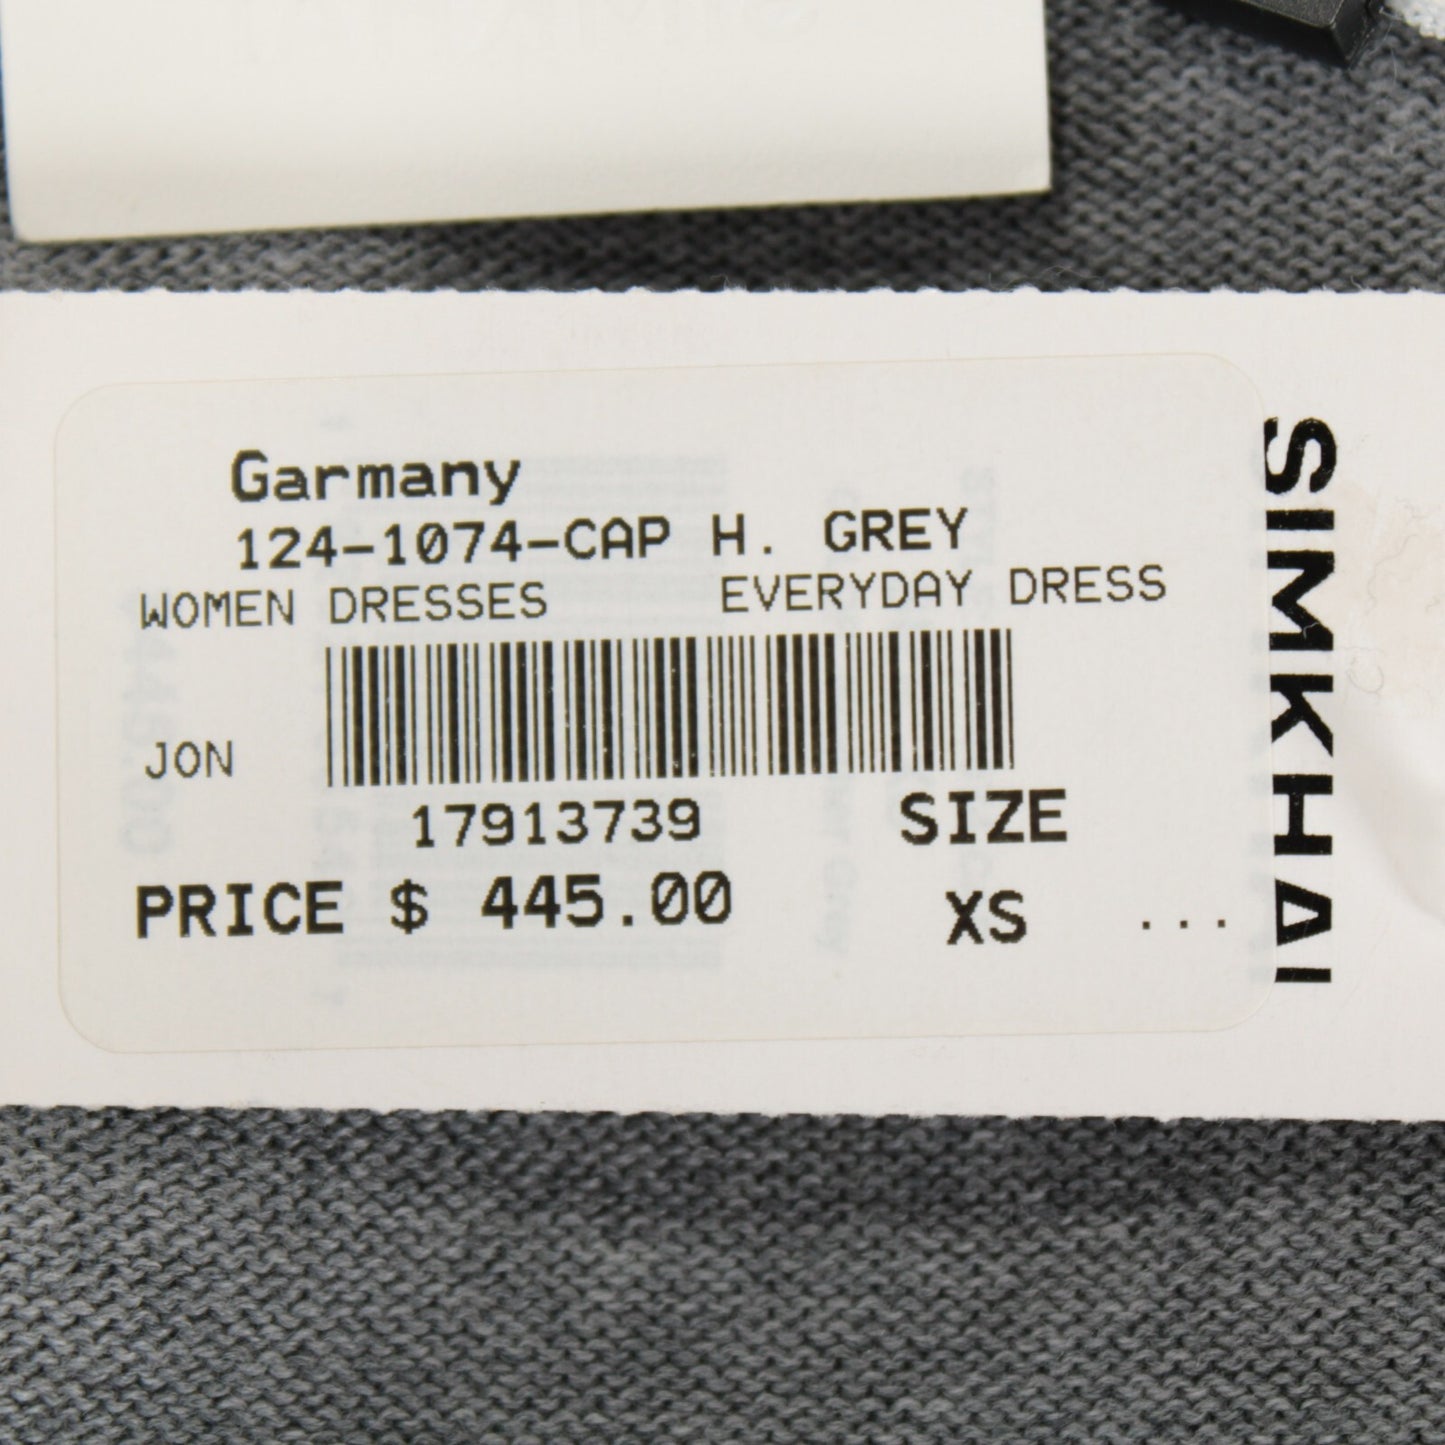 Garmany
124-1074-CAP H. GREY
WOMEN DRESSES EVERYDAY DRESS
JON
17913739 SIZE
PRICE $ 445.00 XS ...
SIMKHAI